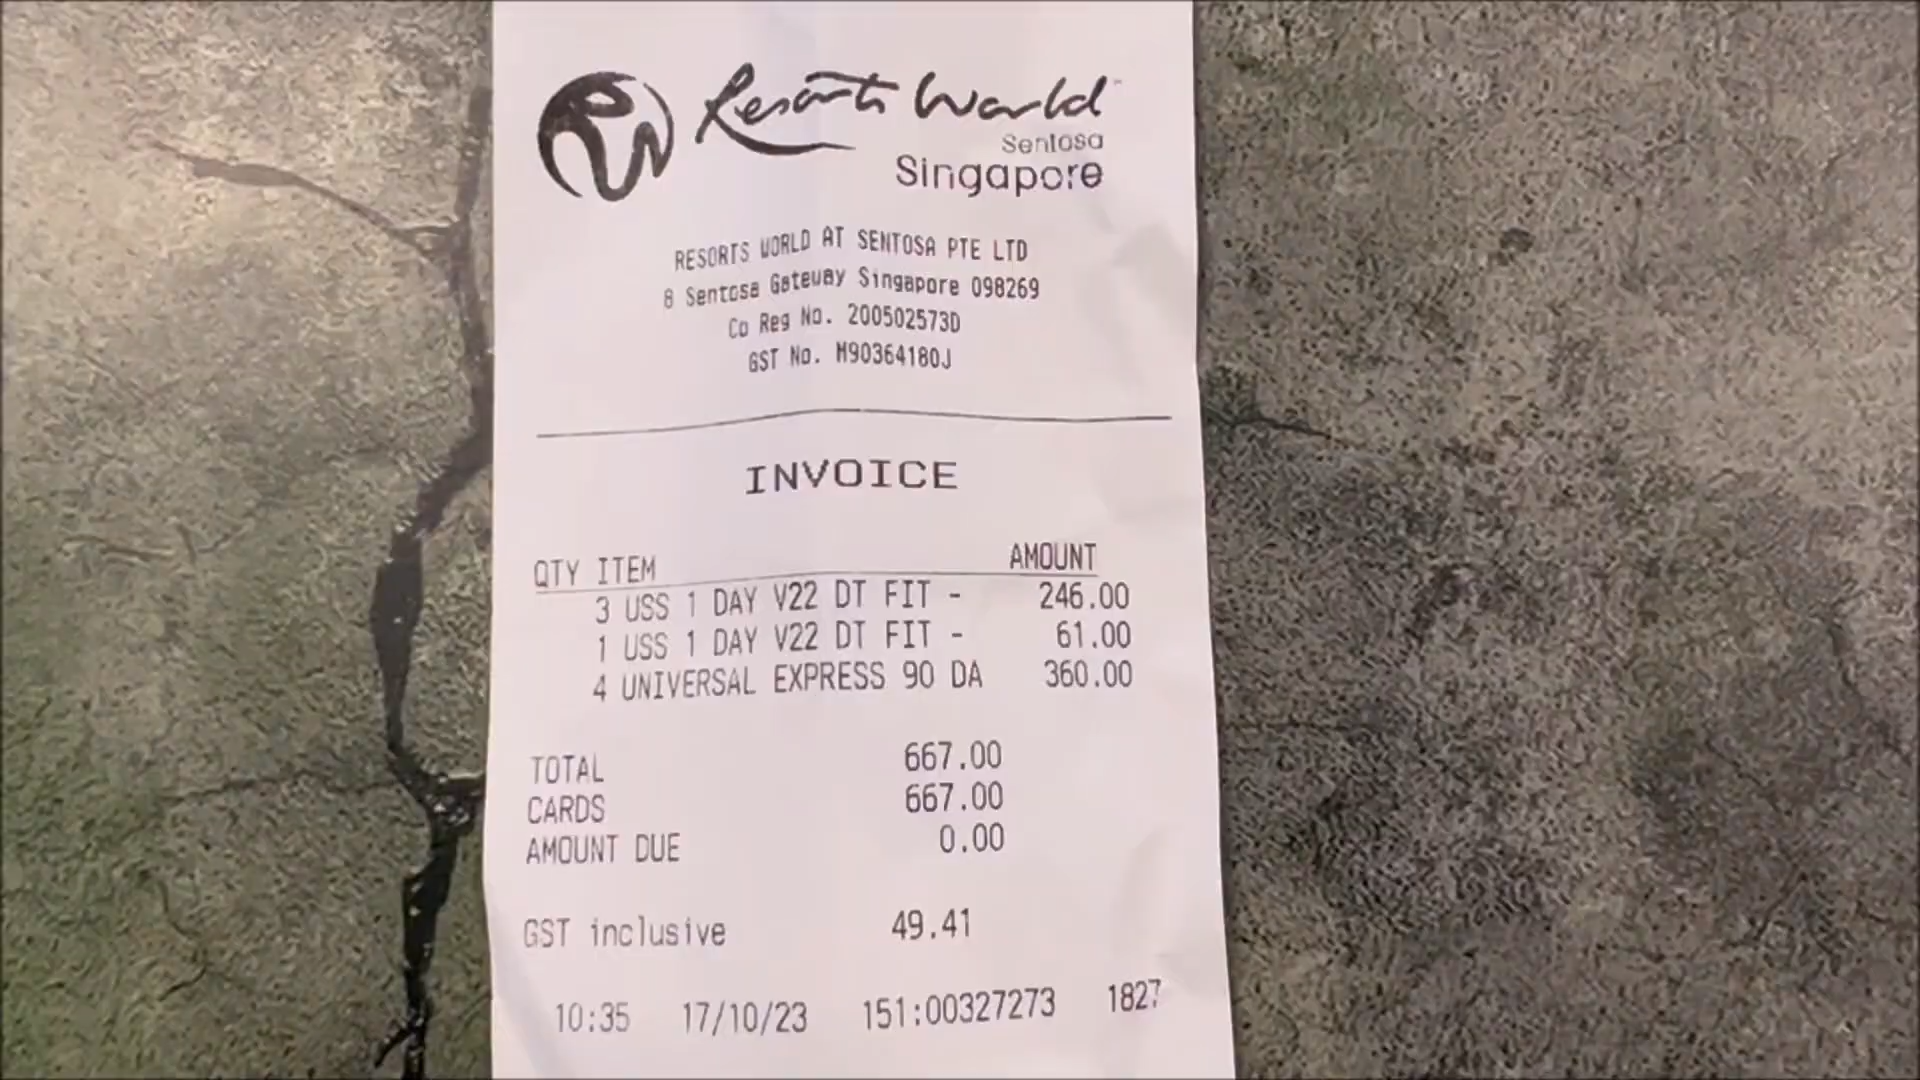 Resorts World
Sentosa
Singapore
RESORTS WORLD AT SENTOSA PTE LTD
8 Sentosa Gateway Singapore 098269
Co Reg No. 200502573D
GST No. M90364180J
INVOICE
QTY ITEM AMOUNT
3 USS 1 DAY V22 DT FIT - 246.00
1 USS 1 DAY V22 DT FIT - 61.00
4 UNIVERSAL EXPRESS 90 DA 360.00
TOTAL 667.00
CARDS 667.00
AMOUNT DUE 0.00
GST inclusive 49.41
10:35 17/10/23 151:00327273 1827